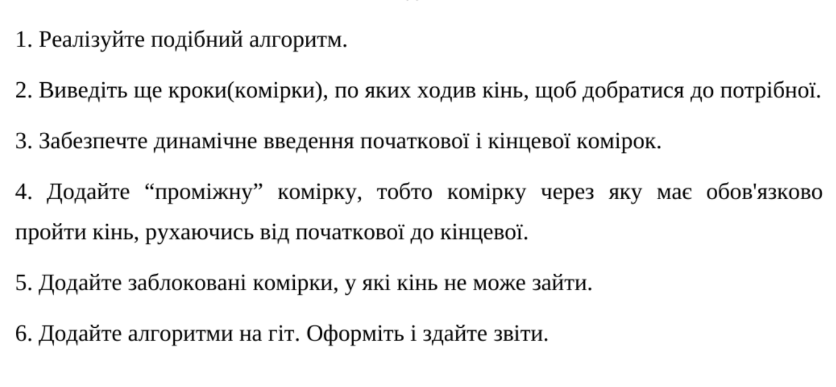 1. Реалізуйте подібний алгоритм.
2. Виведіть ще кроки(комірки), по яких ходив кінь, щоб добратися до потрібної.
3. Забезпечте динамічне введення початкової і кінцевої комірок.
4. Додайте “проміжну” комірку, тобто комірку через яку має обов'язково
пройти кінь, рухаючись від початкової до кінцевої.
5. Додайте заблоковані комірки, у які кінь не може зайти.
6. Додайте алгоритми на гіт. Оформіть і здайте звіти.